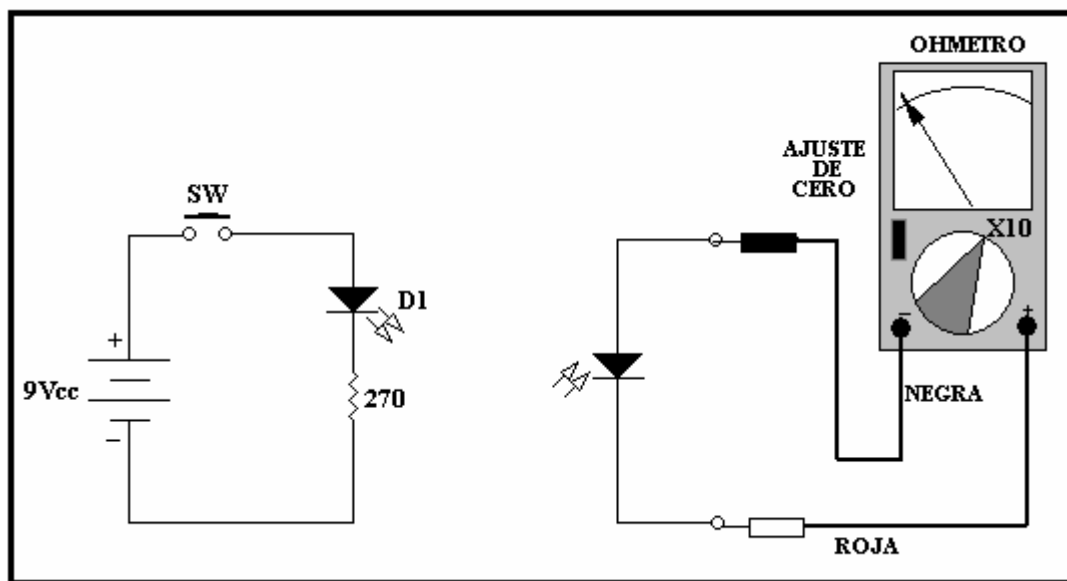 OHMETRO
AJUSTE
DE
CERO
SW
X10
D1
+
9Vcc
270
−
−
+
NEGRA
ROJA